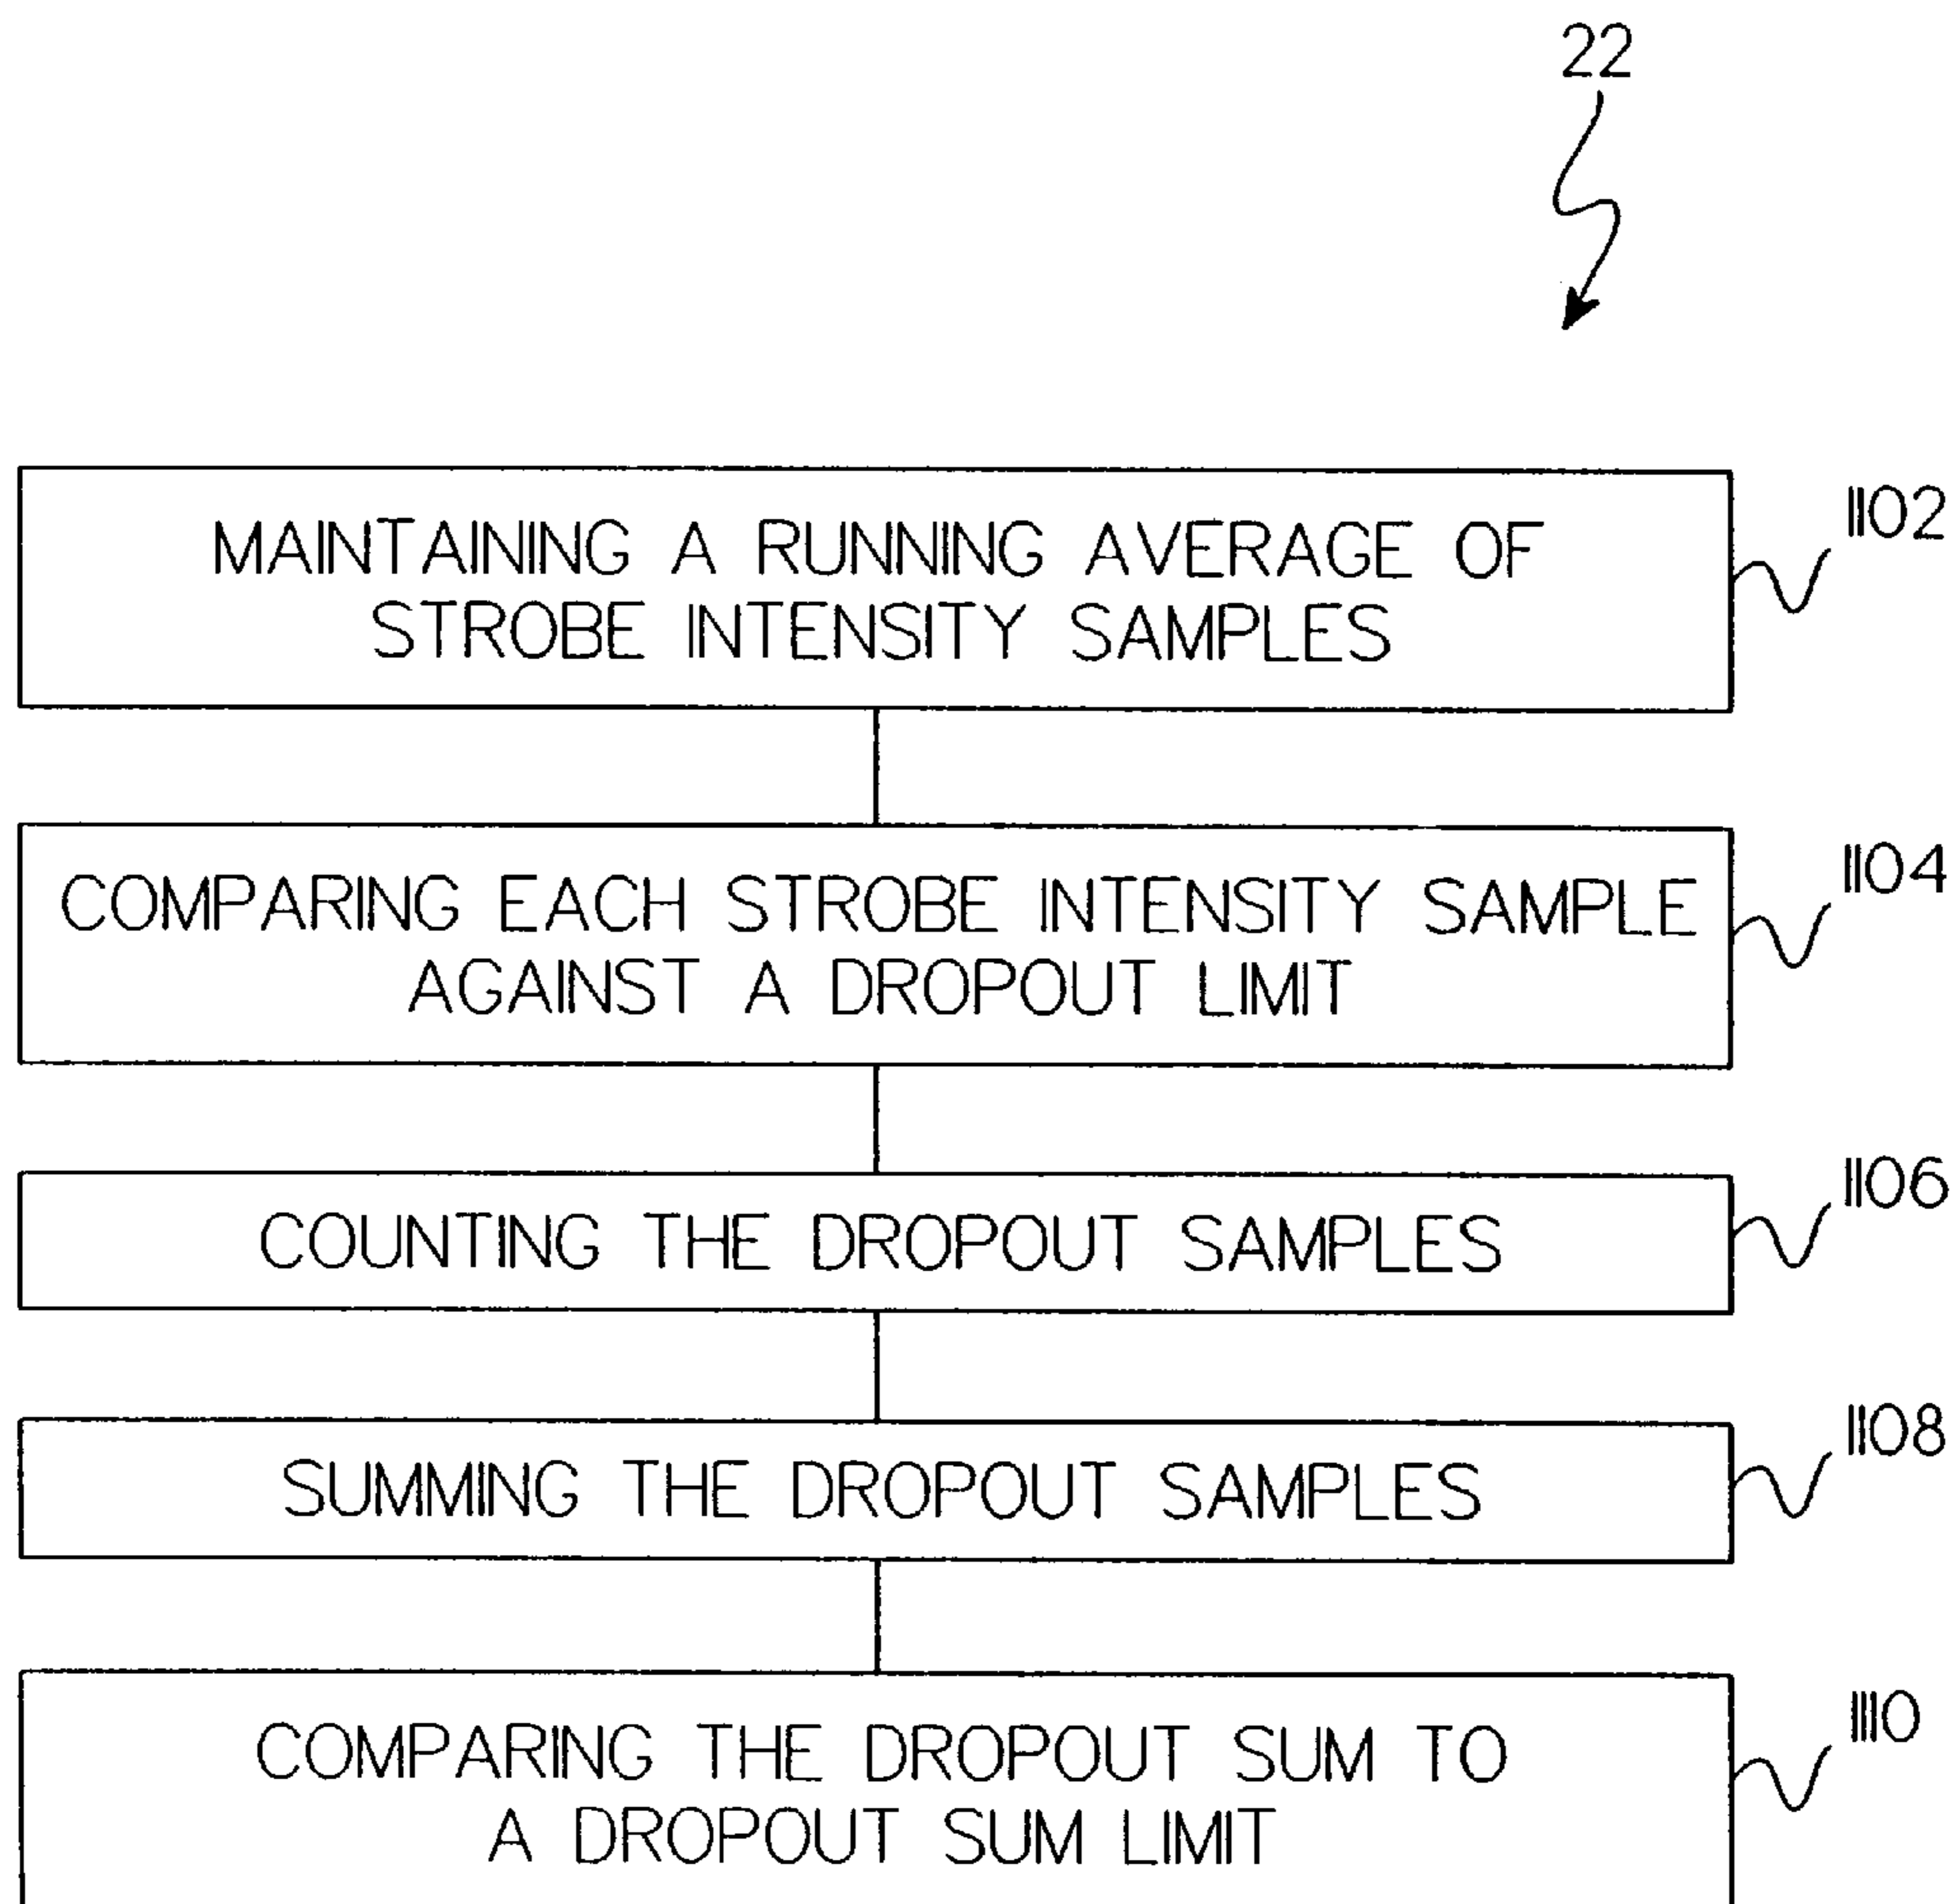 22
MAINTAINING A RUNNING AVERAGE OF
STROBE INTENSITY SAMPLES
1102
COMPARING EACH STROBE INTENSITY SAMPLE
AGAINST A DROPOUT LIMIT
1104
COUNTING THE DROPOUT SAMPLES
1106
SUMMING THE DROPOUT SAMPLES
1108
COMPARING THE DROPOUT SUM TO
A DROPOUT SUM LIMIT
1110